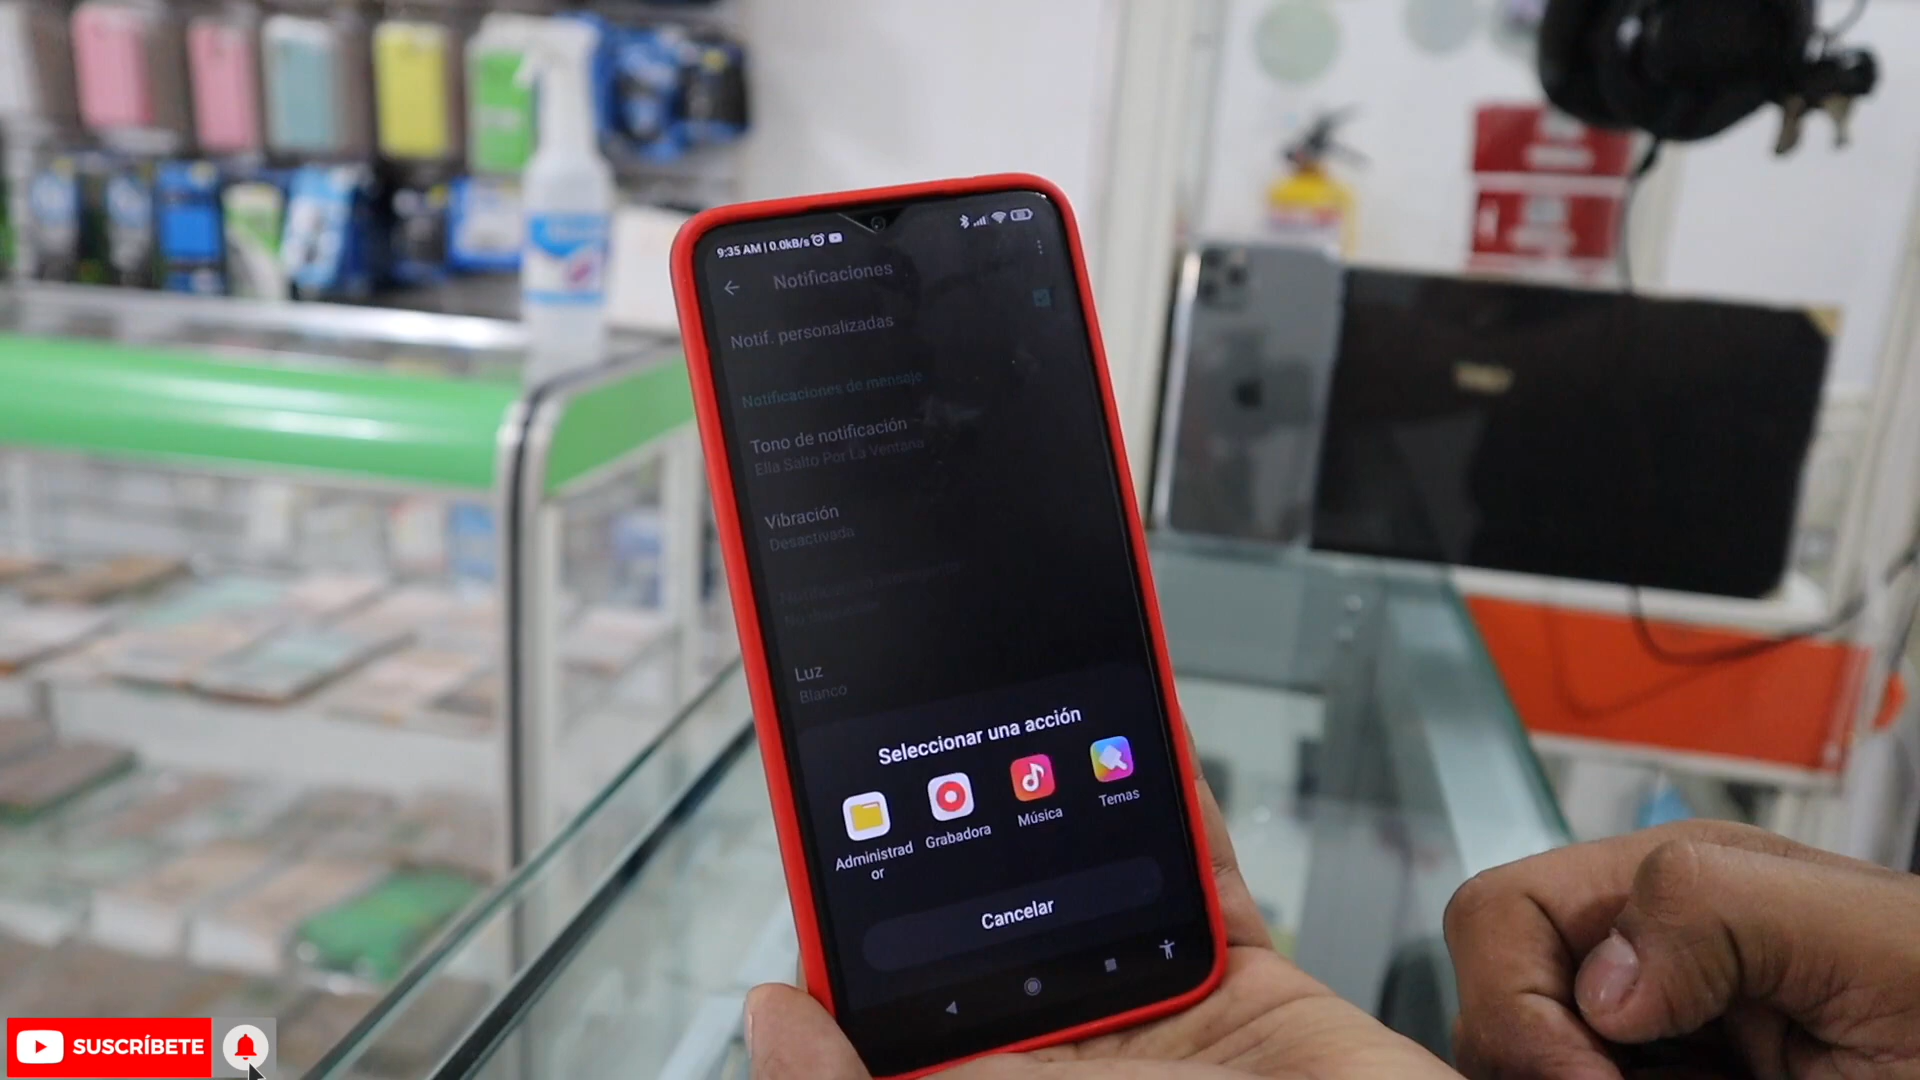 9:35 AM | 0.0kB/s
Notificaciones
Notif. personalizadas
Notificaciones de mensaje
Tono de notificación
Ella Salto Por La Ventana
Vibración
Desactivada
Luz
Blanco
Seleccionar una acción
Administrad
or
Grabadora
Música
Temas
Cancelar
SUSCRÍBETE